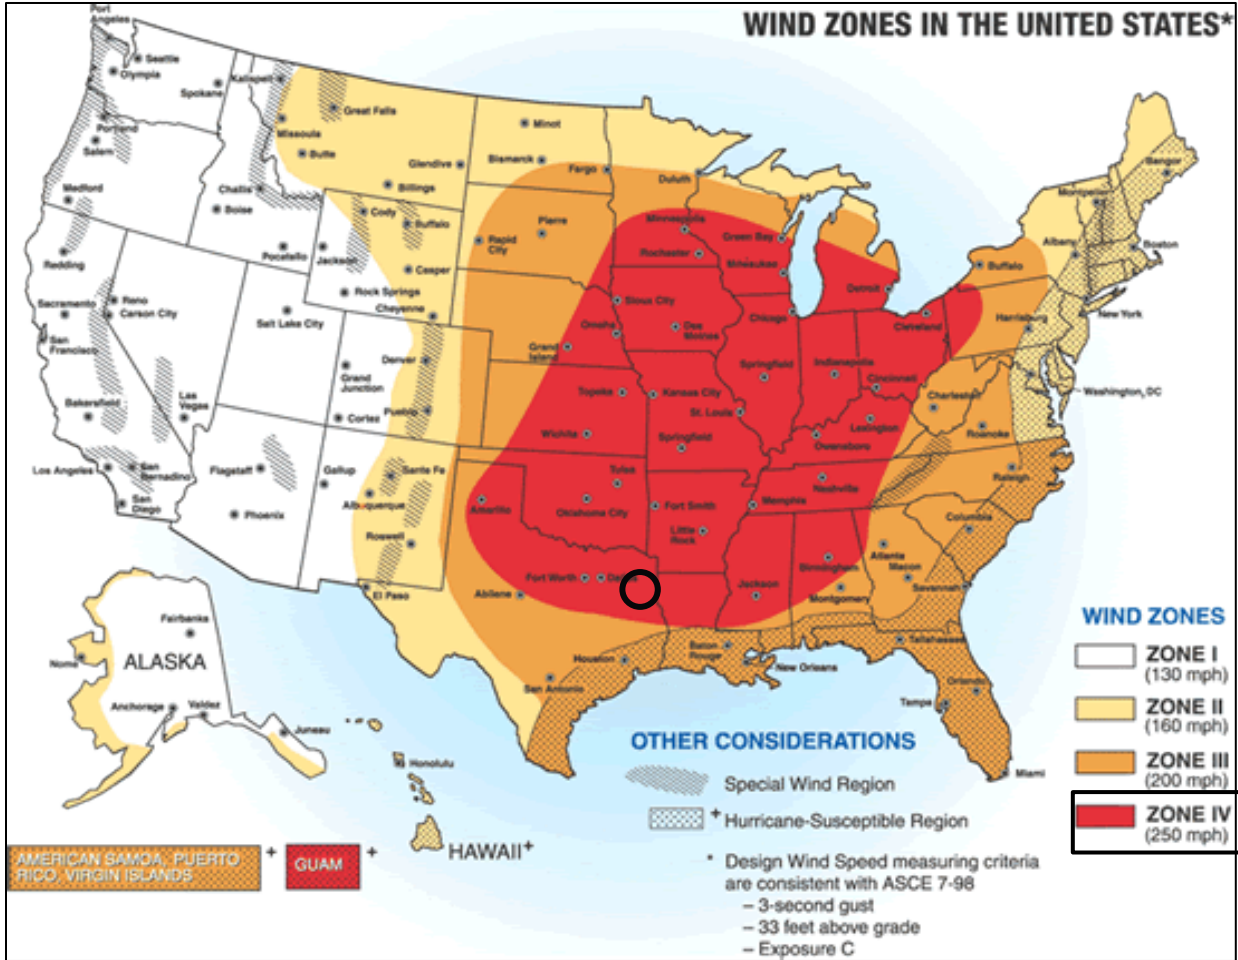 WIND ZONES IN THE UNITED STATES*
Port
Angeles
Seattle
Olympia
Spokane
Kalispell
Great Falls
Minot
Portland
Missoula
Salem
Butte
Glendive
Bismarck
Fargo
Duluth
Bangor
Medford
Challis
Billings
Montpelier
Boise
Cody
Buffalo
Pierre
Minneapolis
Rapid
City
Green Bay
Albany
Boston
Redding
Pocatello
Jackson
Casper
Rochester
Milwaukee
Buffalo
Sacramento
Reno
Carson City
Rock Springs
Cheyenne
Sioux City
Detroit
Salt Lake City
Omaha
Des
Moines
Chicago
Cleveland
Harrisburg
New York
San
Francisco
Grand
Island
Denver
Grand
Junction
Springfield
Indianapolis
Cincinnati
Washington, DC
Bakersfield
Las
Vegas
Topeka
Kansas City
Charleston
Cortez
Pueblo
St. Louis
Lexington
Roanoke
Wichita
Springfield
Owensboro
Los Angeles
San
Bernadino
Flagstaff
Gallup
Sante Fe
Tulsa
Nashville
Raleigh
San
Diego
Phoenix
Albuquerque
Amarillo
Oklahoma City
Fort Smith
Memphis
Columbia
Roswell
Little
Rock
Atlanta
Birmingham
Macon
El Paso
Fort Worth
Abilene
Jackson
Montgomery
Savannah
Fairbanks
Nome
ALASKA
Anchorage
Valdez
Juneau
Houston
Baton
Rouge
New Orleans
Tallahassee
San Antonio
Orlando
Tampa
Miami
Honolulu
HAWAII+
WIND ZONES
ZONE I
(130 mph)
ZONE II
(160 mph)
ZONE III
(200 mph)
ZONE IV
(250 mph)
OTHER CONSIDERATIONS
Special Wind Region
+ Hurricane-Susceptible Region
AMERICAN SAMOA, PUERTO
RICO, VIRGIN ISLANDS
+
GUAM
+
* Design Wind Speed measuring criteria
are consistent with ASCE 7-98
– 3-second gust
– 33 feet above grade
– Exposure C